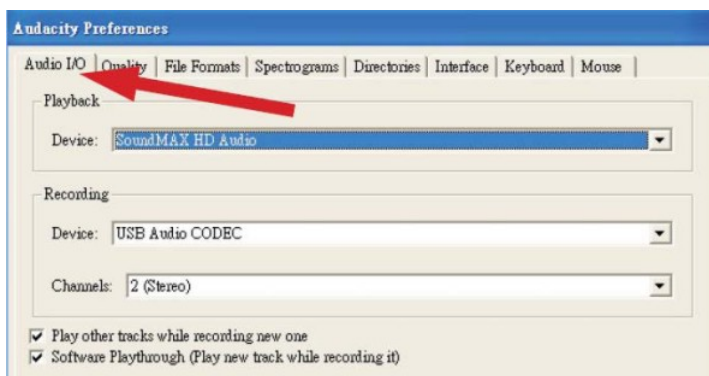 Audacity Preferences
Audio I/O Quality File Formats Spectrograms Directories Interface Keyboard Mouse
Playback
Device: SoundMAX HD Audio
Recording
Device: USB Audio CODEC
Channels: 2 (Stereo)
Play other tracks while recording new one
Software Playthrough (Play new track while recording it)